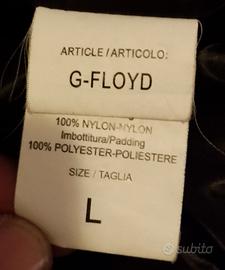 ARTICLE / ARTICOLO:
G-FLOYD
100% NYLON-NYLON
Imbottitura/Padding
100% POLYESTER-POLIESTERE
SIZE / TAGLIA
L
subito